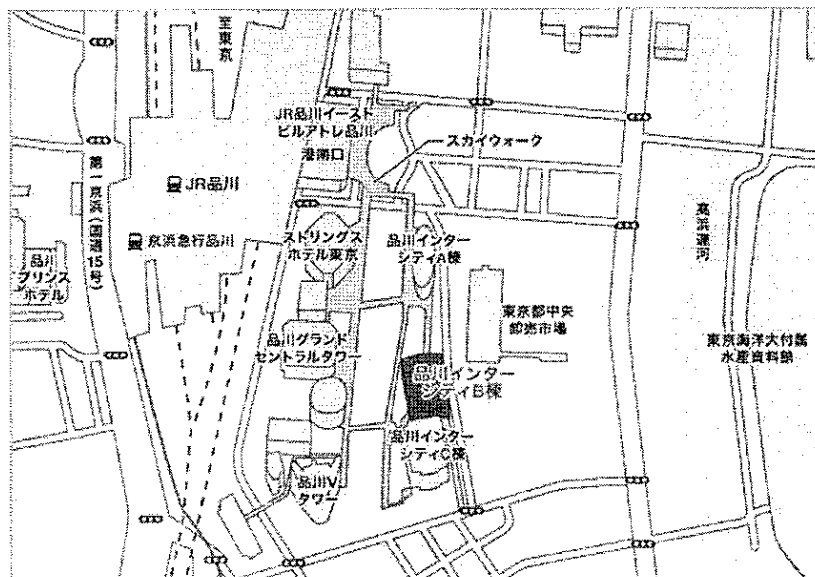 至東京
JR品川イースト
ビルアトレ品川
港南口
スカイウォーク
第一京浜(国道15号)
JR品川
京浜急行品川
品川
プリンス
ホテル
ストリングス
ホテル東京
品川インター
シティA棟
高浜運河
東京都中央
卸売市場
品川グランド
セントラルタワー
東京海洋大付属
水産資料館
品川インター
シティB棟
品川インター
シティC棟
品川V
タワー